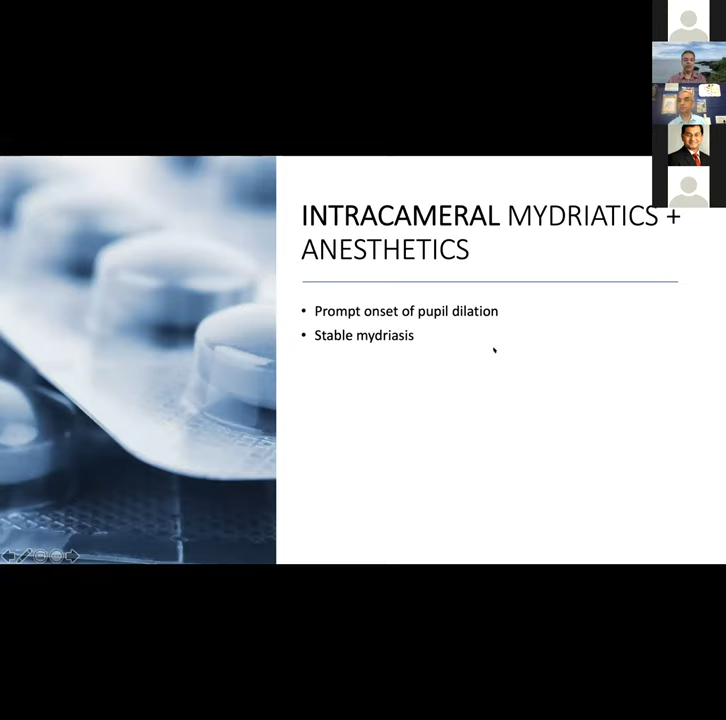 INTRACAMERAL MYDRIATICS +
ANESTHETICS
• Prompt onset of pupil dilation
• Stable mydriasis